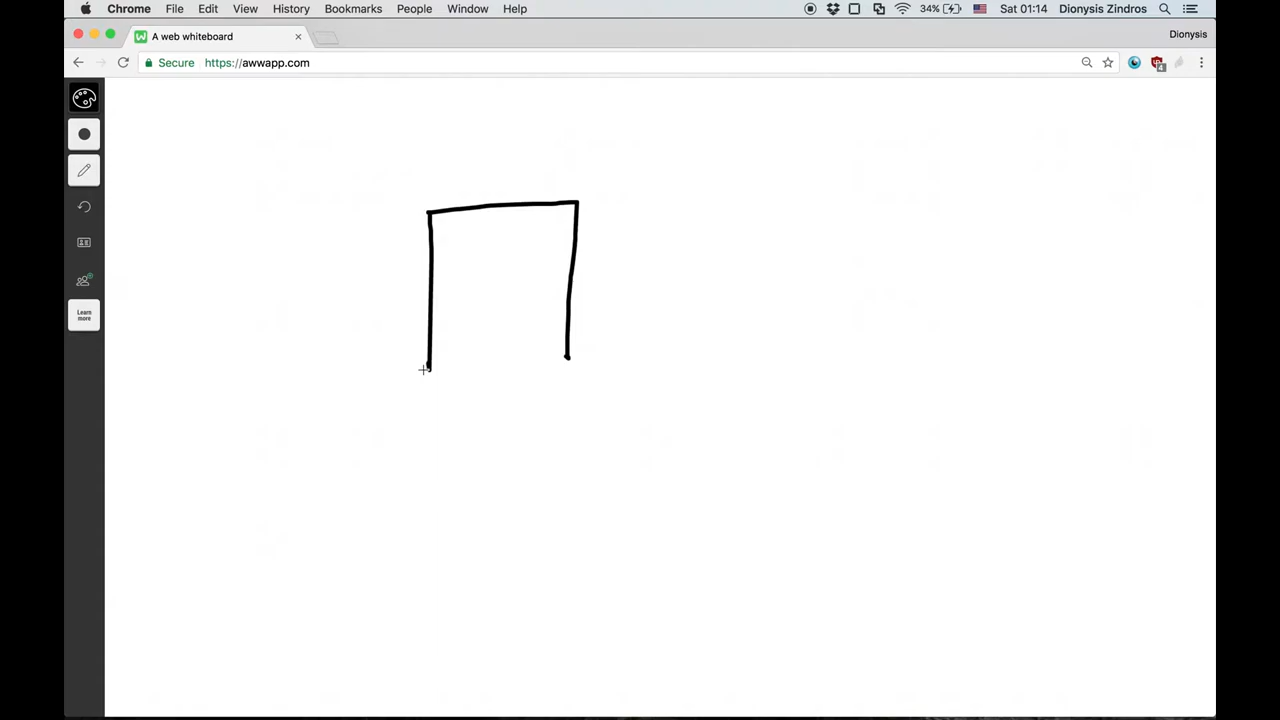 Chrome File Edit View History Bookmarks People Window Help 34% Sat 01:14 Dionysis Zindros
A web whiteboard Dionysis
Secure https://awwapp.com 4
Learn
more